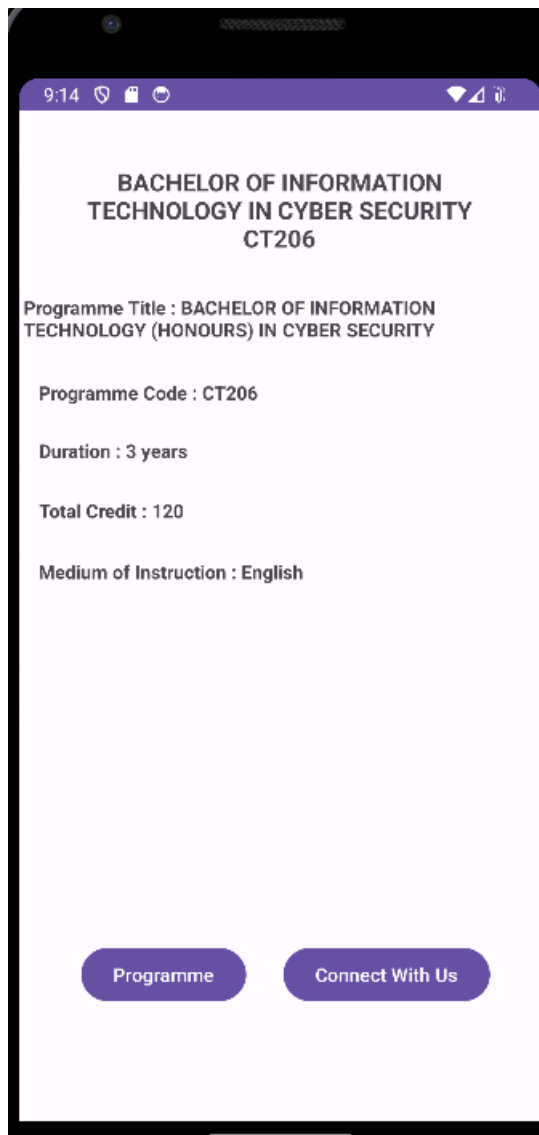 9:14
BACHELOR OF INFORMATION
TECHNOLOGY IN CYBER SECURITY
CT206
Programme Title : BACHELOR OF INFORMATION
TECHNOLOGY (HONOURS) IN CYBER SECURITY
Programme Code : CT206
Duration : 3 years
Total Credit : 120
Medium of Instruction : English
Programme
Connect With Us